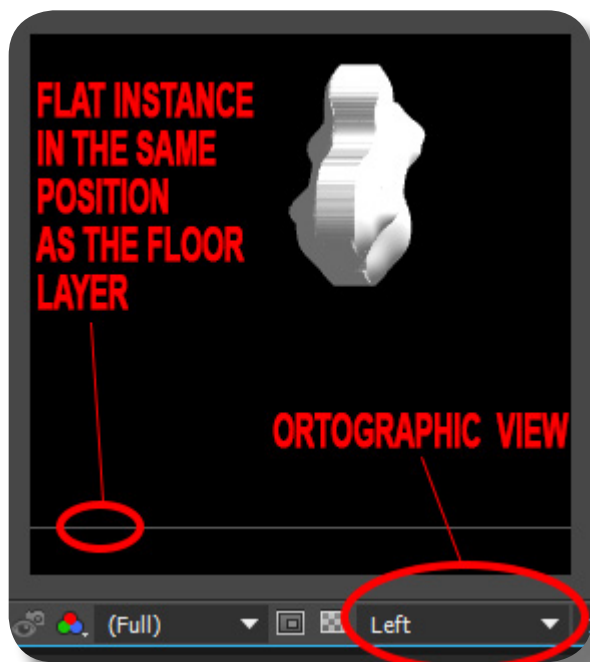 FLAT INSTANCE
IN THE SAME
POSITION
AS THE FLOOR
LAYER
ORTOGRAPHIC VIEW
(Full)
Left